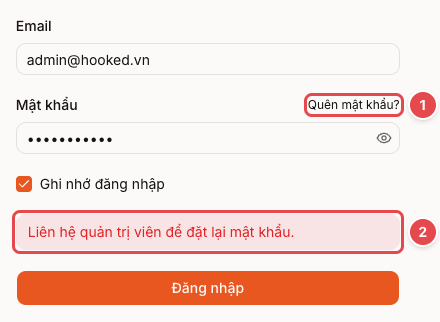 Email
admin@hooked.vn
Mật khẩu
Quên mật khẩu?
1
•••••••••••
Ghi nhớ đăng nhập
Liên hệ quản trị viên để đặt lại mật khẩu.
2
Đăng nhập